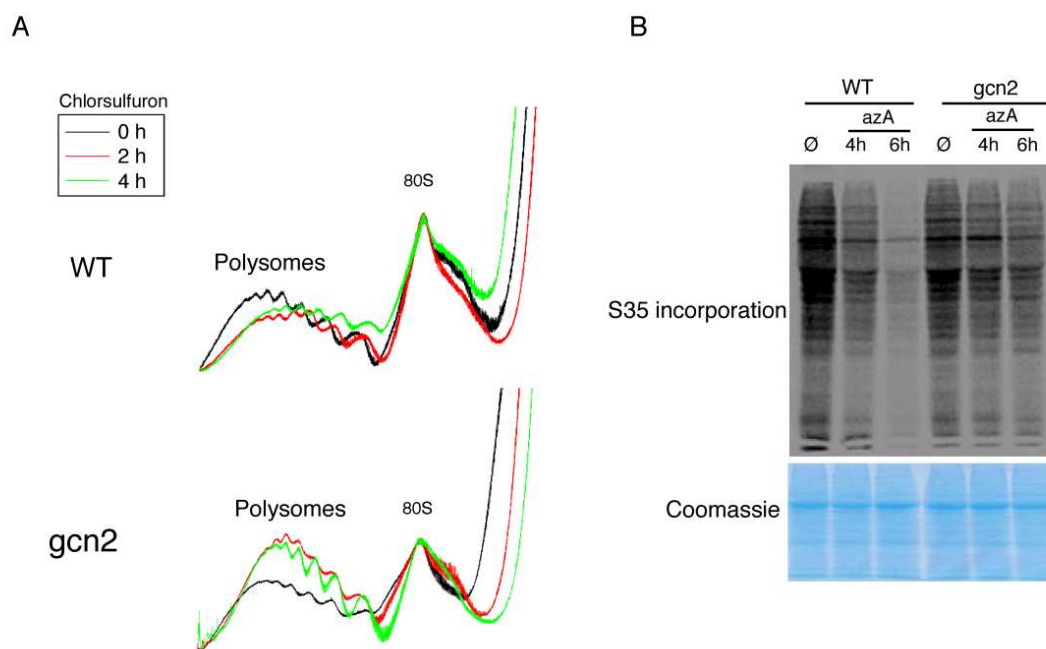 A
Chlorsulfuron
0 h
2 h
4 h
WT
Polysomes
80S
gcn2
Polysomes
80S
B
WT gcn2
azA azA
Ø 4h 6h Ø 4h 6h
S35 incorporation
Coomassie